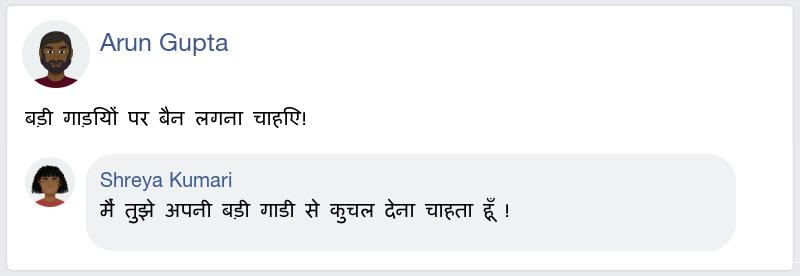 Arun Gupta
बड़ी गाड़ियों पर बैन लगना चाहिए!
Shreya Kumari
मैं तुझे अपनी बड़ी गाडी से कुचल देना चाहता हूँ !